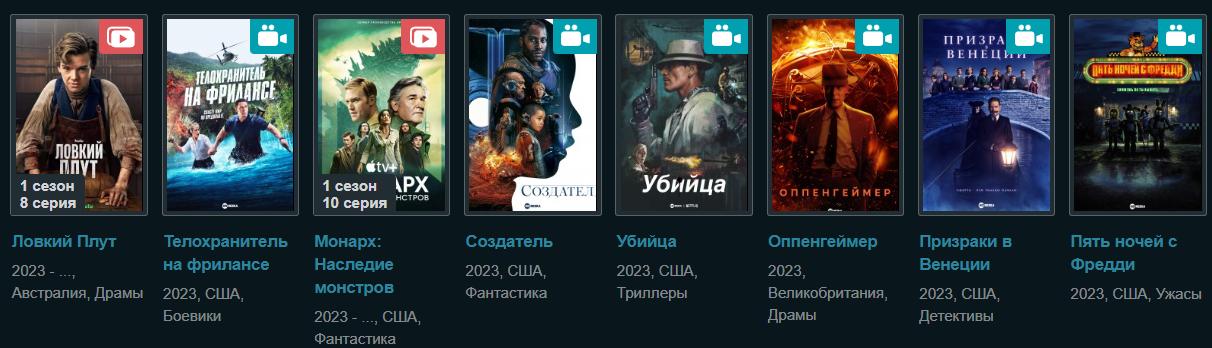 ЛОВКИЙ
ПЛУТ
1 сезон
8 серия
Ловкий Плут
2023 - ...,
Австралия, Драмы
ТЕЛОХРАНИТЕЛЬ
НА ФРИЛАНСЕ
Телохранитель
на фрилансе
2023, США,
Боевики
tv+
1 сезон
10 серия
Монарх:
Наследие
монстров
2023 - ..., США,
Фантастика
СОЗДАТЕЛ
Создатель
2023, США,
Фантастика
Убийца
Убийца
2023, США,
Триллеры
ОППЕНГЕЙМЕР
Оппенгеймер
2023,
Великобритания,
Драмы
ПРИЗРАКИ
ВЕНЕЦИИ
Призраки в
Венеции
2023, США,
Детективы
ПЯТЬ НОЧЕЙ С ФРЕДДИ
Пять ночей с
Фредди
2023, США, Ужасы